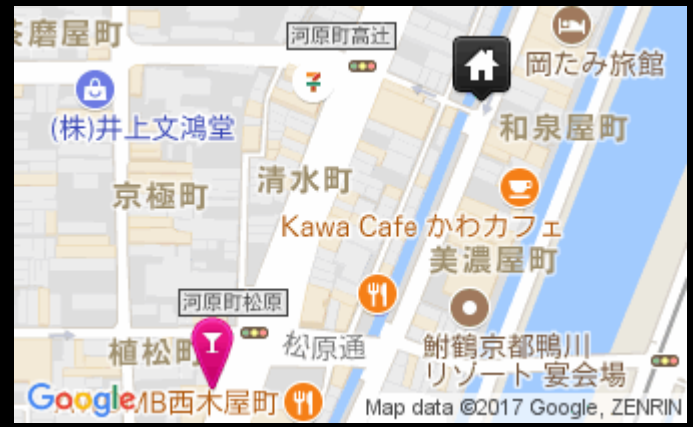 茶磨屋町
河原町高辻
岡たみ旅館
(株)井上文鴻堂
和泉屋町
清水町
京極町
Kawa Cafe かわカフェ
美濃屋町
河原町松原
植松町
松原通
鮒鶴京都鴨川
リゾート 宴会場
Google
MB西木屋町
Map data ©2017 Google, ZENRIN